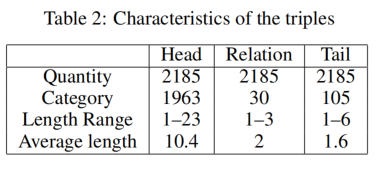 Table 2: Characteristics of the triples
Head Relation Tail
Quantity 2185 2185 2185
Category 1963 30 105
Length Range 1–23 1–3 1–6
Average length 10.4 2 1.6